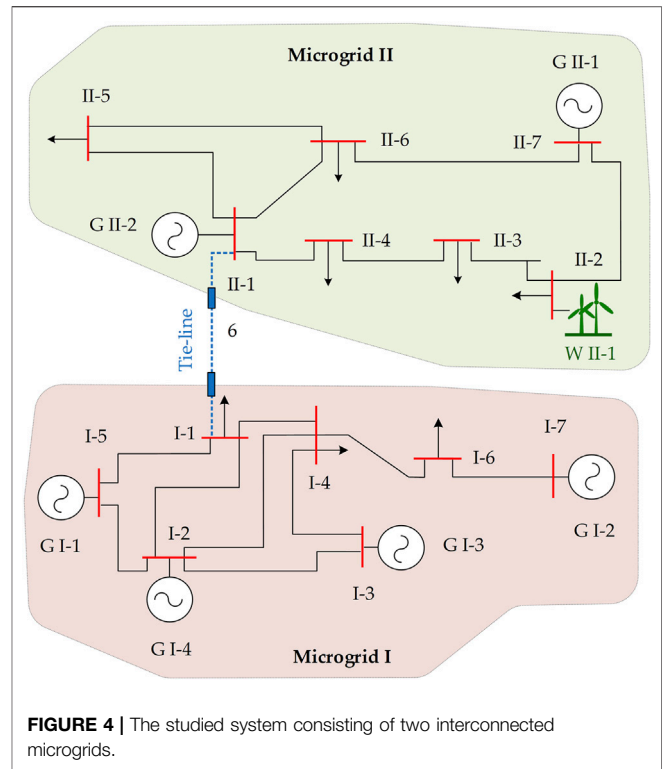 Microgrid II
G II-1
II-5
II-6
II-7
G II-2
II-4
II-3
II-2
II-1
W II-1
Tie-line
6
I-1
I-5
I-7
I-6
I-4
G I-1
I-2
G I-2
G I-3
I-3
G I-4
Microgrid I
FIGURE 4 | The studied system consisting of two interconnected
microgrids.